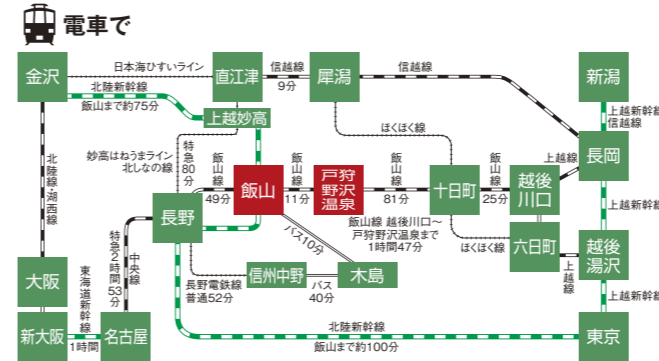 電車で
金沢
日本海ひすいライン
直江津
信越線
9分
犀潟
信越線
新潟
北陸新幹線
飯山まで約75分
上越妙高
ほくほく線
上越新幹線
信越線
長岡
北陸線・湖西線
妙高はねうまライン
北しなの線
特急80分
飯山線
49分
飯山
飯山線
11分
戸狩
野沢
温泉
飯山線
81分
十日町
飯山線
25分
越後
川口
上越線
上越新幹線
長野
バス10分
飯山線 越後川口〜
戸狩野沢温泉まで
1時間47分
ほくほく線
六日町
上越線
越後
湯沢
大阪
東海道新幹線
1時間
特急2時間53分
中央線
長野電鉄線
普通52分
信州中野
バス
40分
木島
上越新幹線
新大阪
名古屋
北陸新幹線
飯山まで約100分
東京